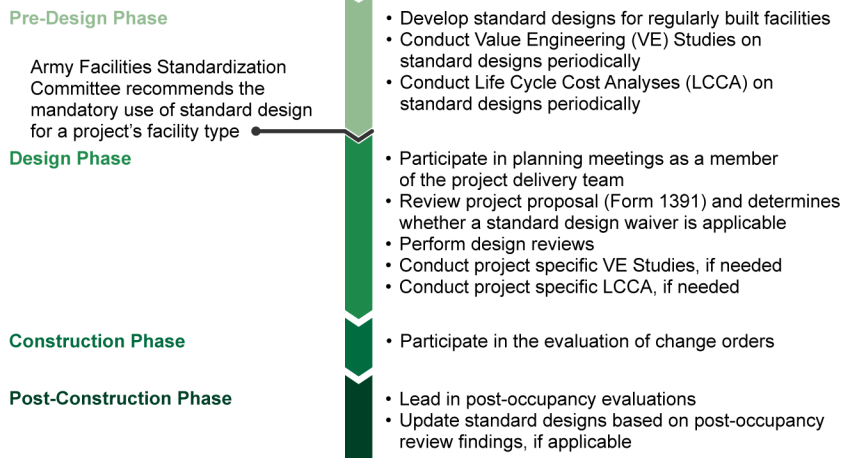 Pre-Design Phase
• Develop standard designs for regularly built facilities
• Conduct Value Engineering (VE) Studies on
standard designs periodically
• Conduct Life Cycle Cost Analyses (LCCA) on
standard designs periodically
Army Facilities Standardization
Committee recommends the
mandatory use of standard design
for a project's facility type
Design Phase
• Participate in planning meetings as a member
of the project delivery team
• Review project proposal (Form 1391) and determines
whether a standard design waiver is applicable
• Perform design reviews
• Conduct project specific VE Studies, if needed
• Conduct project specific LCCA, if needed
Construction Phase
• Participate in the evaluation of change orders
Post-Construction Phase
• Lead in post-occupancy evaluations
• Update standard designs based on post-occupancy
review findings, if applicable